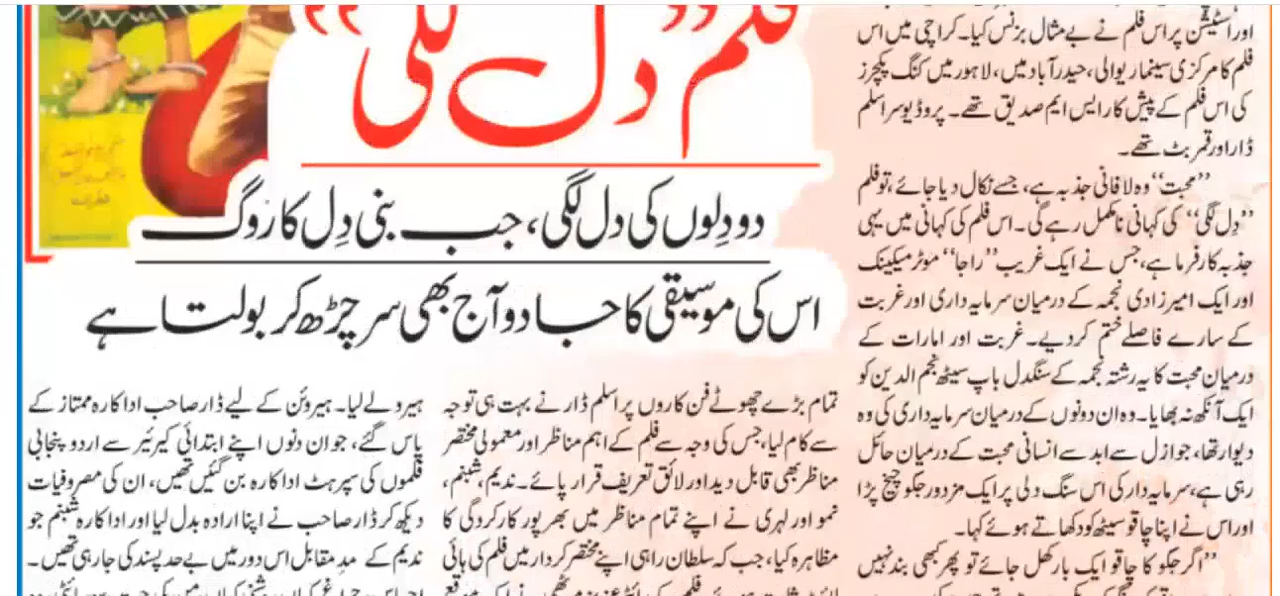 فلم ”دل لگی“
دو دِلوں کی دل لگی، جب بنی دِل کا روگ
اس کی موسیقی کا جادو آج بھی سر چڑھ کر بولتا ہے
اور اسٹیشن پر اس فلم نے بے مثال بزنس کیا۔ کراچی میں اس
فلم کا مرکزی سینما ریوالی، حیدرآباد میں، لاہور میں کنگ پکچرز
کی اس فلم کے پیش کار ایس ایم صدیق تھے۔ پروڈیوسر اسلم
ڈار اور قمر بٹ تھے۔
”محبت“ وہ لافانی جذبہ ہے، جسے نکال دیا جائے، تو فلم
”دِل لگی“ کی کہانی نامکمل رہے گی۔ اس فلم کی کہانی میں یہی
جذبہ کارفرما ہے، جس نے ایک غریب ”راجا“ موٹر میکینک
اور ایک امیر زادی نجمہ کے درمیان سرمایہ داری اور غربت
کے سارے فاصلے ختم کر دیے۔ غربت اور امارات کے
درمیان محبت کا یہ رشتہ نجمہ کے سنگدل باپ سیٹھ نجم الدین کو
ایک آنکھ نہ بھایا۔ وہ ان دونوں کے درمیان سرمایہ داری کی وہ
دیوار تھا، جو ازل سے ابد سے انسانی محبت کے درمیان حائل
رہی ہے، سرمایہ دار کی اس سنگ دلی پر ایک مزدور جکو چیخ پڑا
اور اس نے اپنا چاقو سیٹھ کو دکھاتے ہوئے کہا۔
”اگر جکو کا چاقو ایک بار کھل جائے تو پھر کبھی بند نہیں
تمام بڑے چھوٹے فن کاروں پر اسلم ڈار نے بہت ہی توجہ
سے کام لیا، جس کی وجہ سے فلم کے اہم مناظر اور معمولی مختصر
مناظر بھی قابل دید اور لائق تعریف قرار پائے۔ ندیم، شبنم،
نمو اور لہری نے اپنے تمام مناظر میں بھرپور کارکردگی کا
مظاہرہ کیا، جب کہ سلطان راہی اپنے مختصر کردار میں فلم کی ہائی
ہیرو لے لیا۔ ہیروئن کے لیے ڈار صاحب اداکارہ ممتاز کے
پاس گئے، جو ان دنوں اپنے ابتدائی کیرئیر سے اردو پنجابی
فلموں کی سپرہٹ اداکارہ بن گئیں تھیں، ان کی مصروفیات
دیکھ کر ڈار صاحب نے اپنا ارادہ بدل لیا اور اداکارہ شبنم جو
ندیم کے مدِ مقابل اس دور میں بے حد پسند کی جا رہی تھیں۔